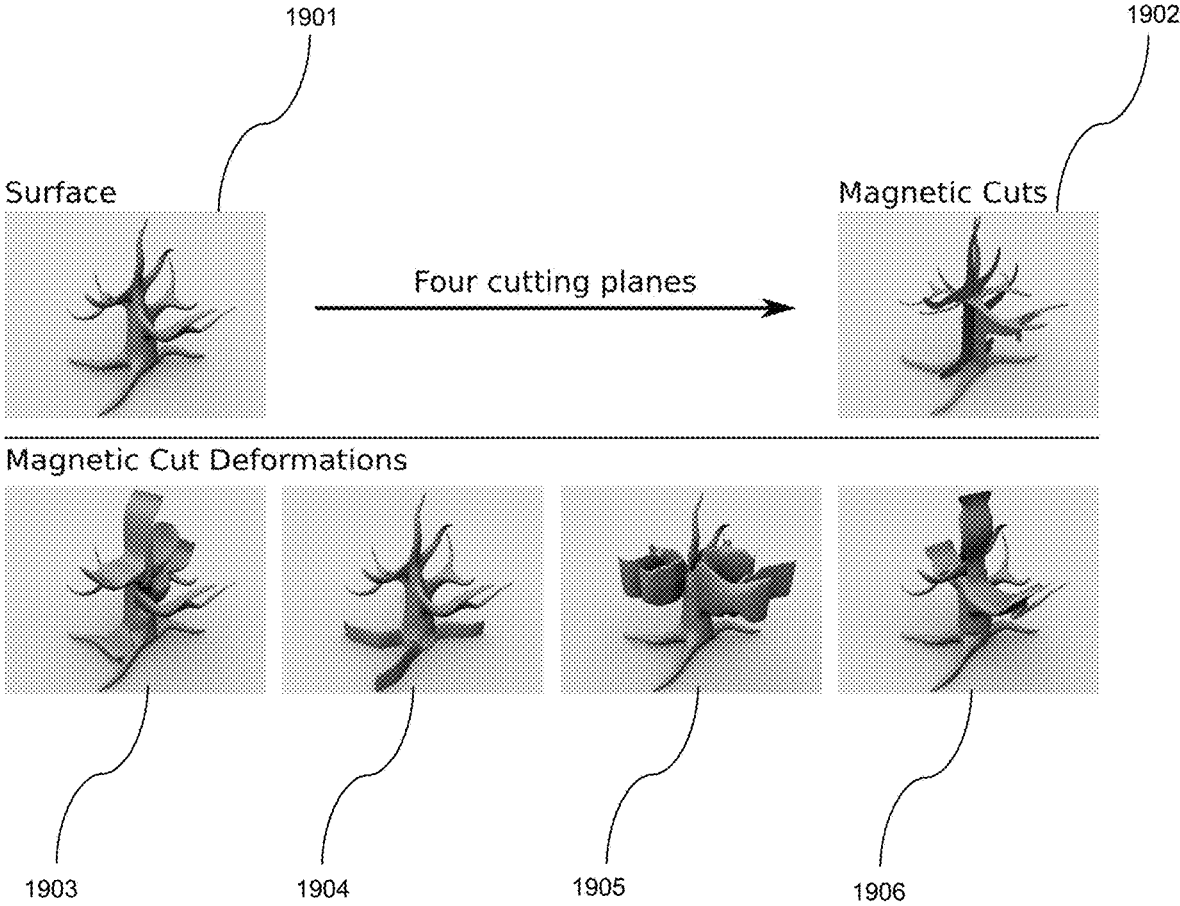 1901
1902
Surface
Magnetic Cuts
Four cutting planes
Magnetic Cut Deformations
1903
1904
1905
1906